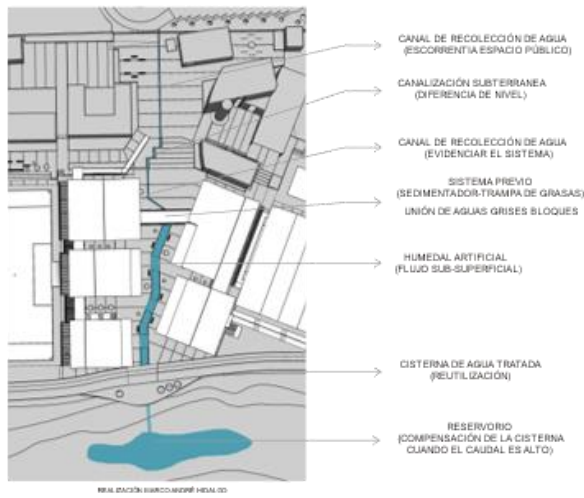 CANAL DE RECOLECCIÓN DE AGUA
(ESCORRENTIA ESPACIO PÚBLICO)
CANALIZACIÓN SUBTERRANEA
(DIFERENCIA DE NIVEL)
CANAL DE RECOLECCIÓN DE AGUA
(EVIDENCIAR EL SISTEMA)
SISTEMA PREVIO
(SEDIMENTADOR-TRAMPA DE GRASAS)
UNIÓN DE AGUAS GRISES BLOQUES
HUMEDAL ARTIFICIAL
(FLUJO SUB-SUPERFICIAL)
CISTERNA DE AGUA TRATADA
(REUTILIZACIÓN)
RESERVORIO
(COMPENSACIÓN DE LA CISTERNA
CUANDO EL CAUDAL ES ALTO)
REALIZACIÓN MARCO ANDRÉ HIDALGO